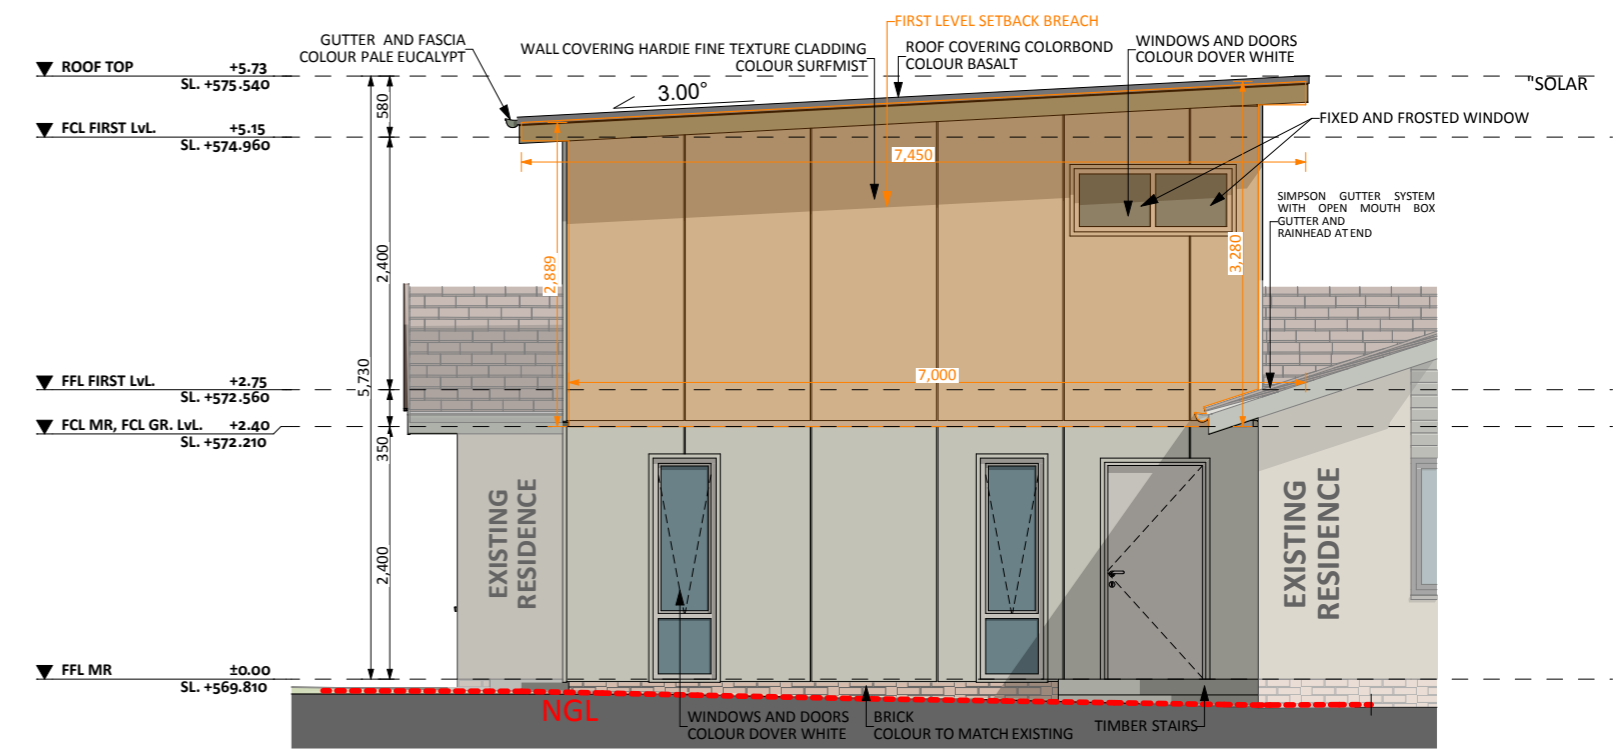 FIRST LEVEL SETBACK BREACH
GUTTER AND FASCIA
COLOUR PALE EUCALYPT
WALL COVERING HARDIE FINE TEXTURE CLADDING
COLOUR SURFMIST
ROOF COVERING COLORBOND
COLOUR BASALT
WINDOWS AND DOORS
COLOUR DOVER WHITE
ROOF TOP +5.73
SL. +575.540
"SOLAR
580
3.00°
FCL FIRST LvL. +5.15
SL. +574.960
FIXED AND FROSTED WINDOW
7,450
SIMPSON GUTTER SYSTEM
WITH OPEN MOUTH BOX
GUTTER AND
RAINHEAD AT END
2,400
2,889
3,280
5,730
7,000
FFL FIRST LvL. +2.75
SL. +572.560
FCL MR, FCL GR. LvL. +2.40
SL. +572.210
350
EXISTING
RESIDENCE
EXISTING
RESIDENCE
2,400
FFL MR ±0.00
SL. +569.810
NGL
WINDOWS AND DOORS
COLOUR DOVER WHITE
BRICK
COLOUR TO MATCH EXISTING
TIMBER STAIRS